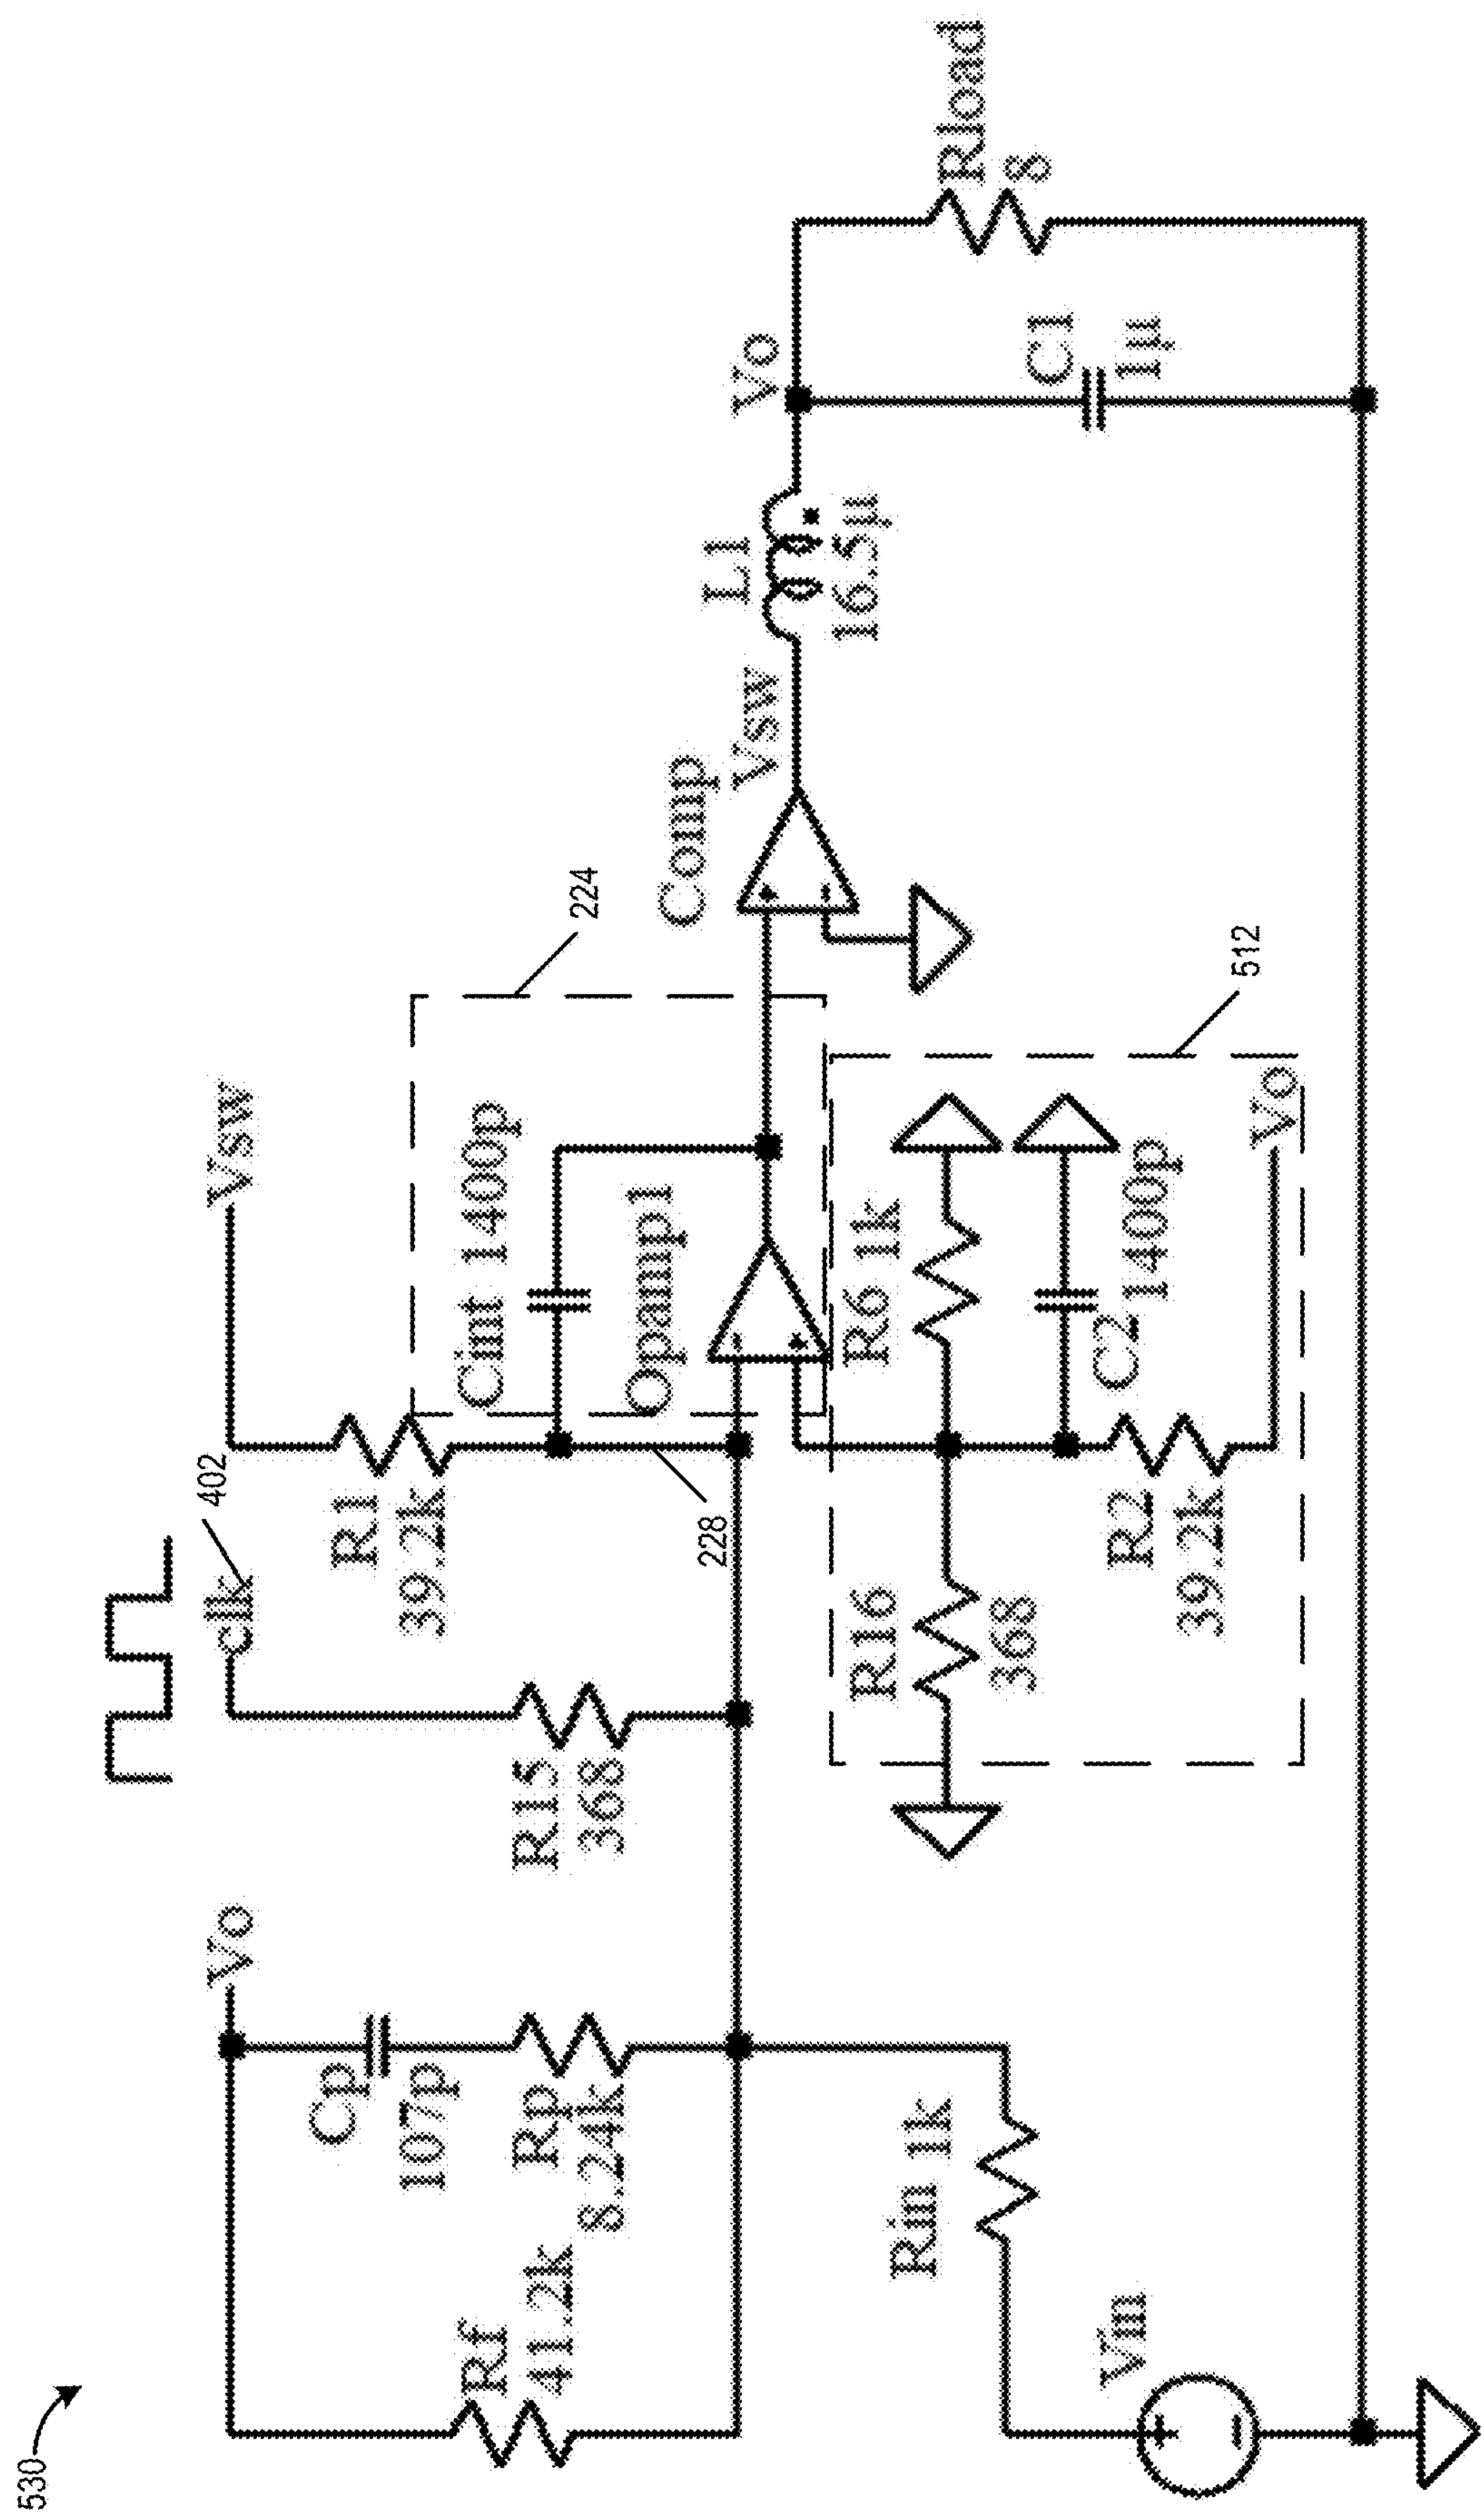 530
Vo
clk
402
Vsw
Rf
41.2k
Cp
107p
Rp
8.24k
R15
368
R1
39.2k
Cint 1400p
Opamp1
224
228
Comp
Vsw
L1
16.5µ
Vo
Rload
8
C1
1µ
Rin 1k
Vin
R16
368
R6 1k
C2
1400p
R2
39.2k
Vo
512